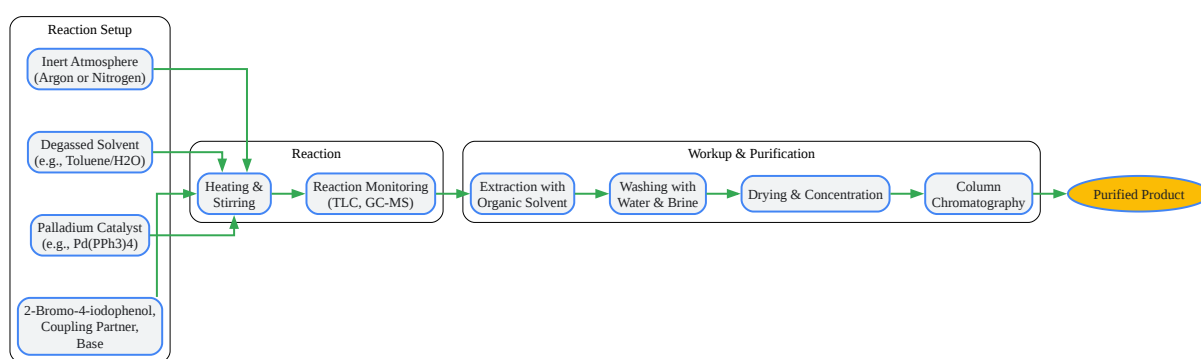 Reaction Setup
Inert Atmosphere
(Argon or Nitrogen)
Degassed Solvent
(e.g., Toluene/H2O)
Palladium Catalyst
(e.g., Pd(PPh3)4)
2-Bromo-4-iodophenol,
Coupling Partner,
Base
Reaction
Heating &
Stirring
Reaction Monitoring
(TLC, GC-MS)
Workup & Purification
Extraction with
Organic Solvent
Washing with
Water & Brine
Drying & Concentration
Column
Chromatography
Purified Product